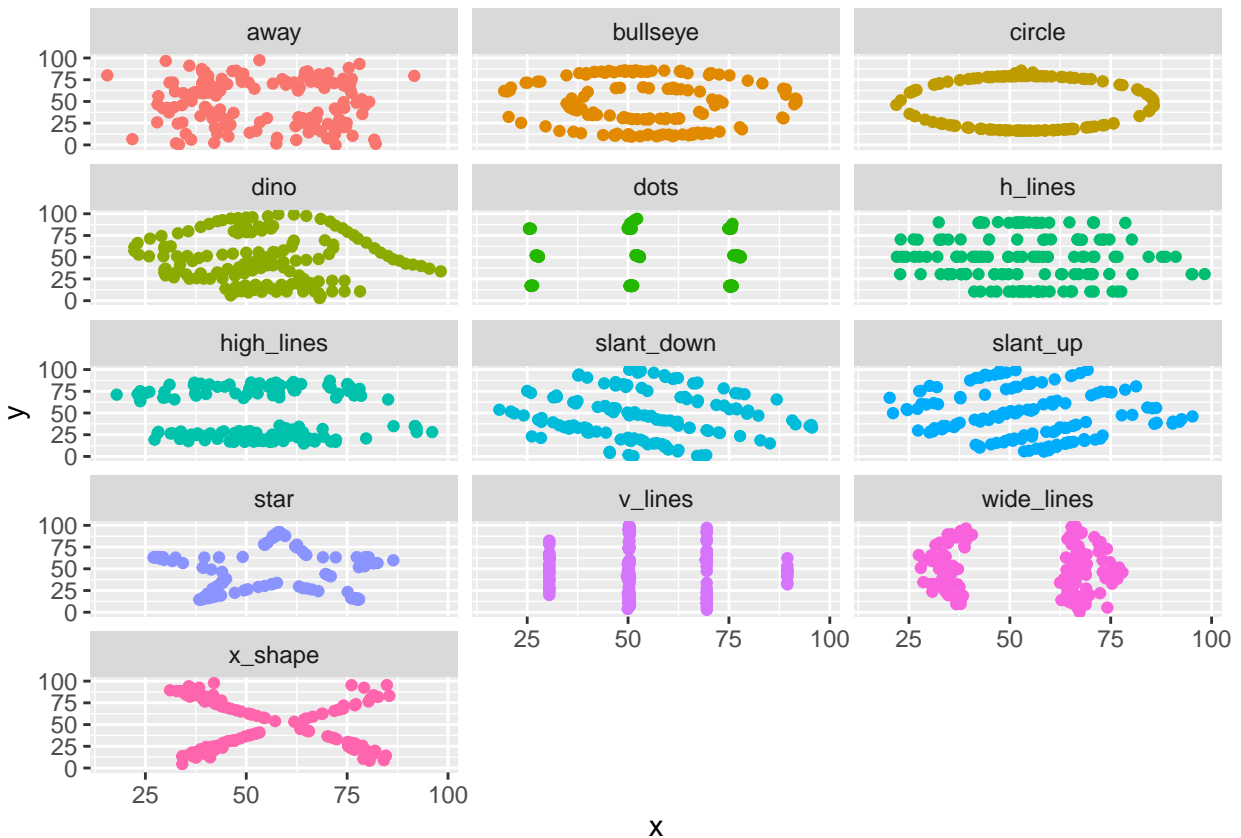 away bullseye circle
100
75
50
25
0
dino dots h_lines
100
75
50
25
0
high_lines slant_down slant_up
100
75
50
25
0
y
star v_lines wide_lines
100
75
50
25
0
25 50 75 100 25 50 75 100
x_shape
100
75
50
25
0
25 50 75 100
x